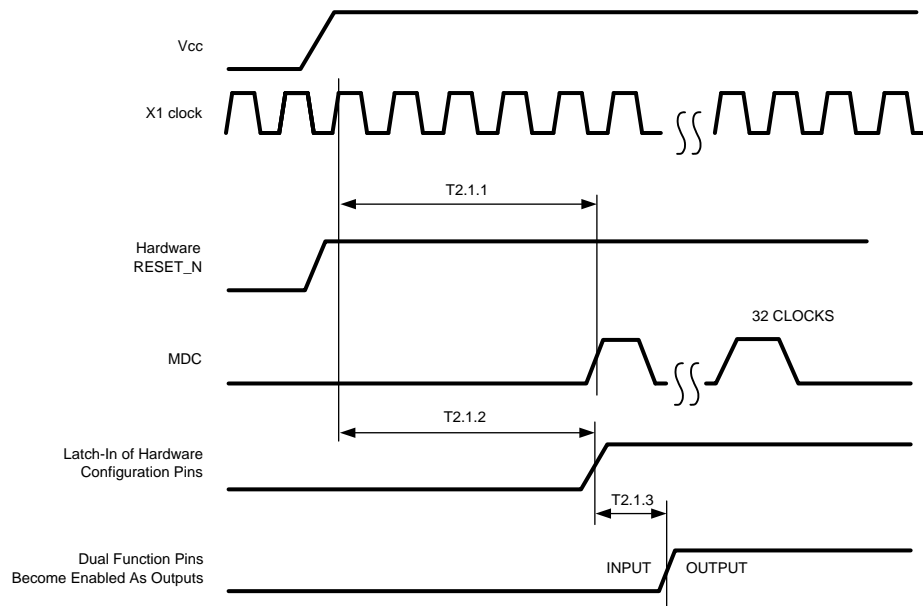 Vcc
X1 clock
T2.1.1
Hardware
RESET_N
32 CLOCKS
MDC
T2.1.2
Latch-In of Hardware
Configuration Pins
T2.1.3
Dual Function Pins
Become Enabled As Outputs
INPUT
OUTPUT